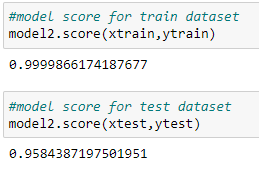 #model score for train dataset
model2.score(xtrain,ytrain)
0.9999866174187677
#model score for test dataset
model2.score(xtest,ytest)
0.9584387197501951